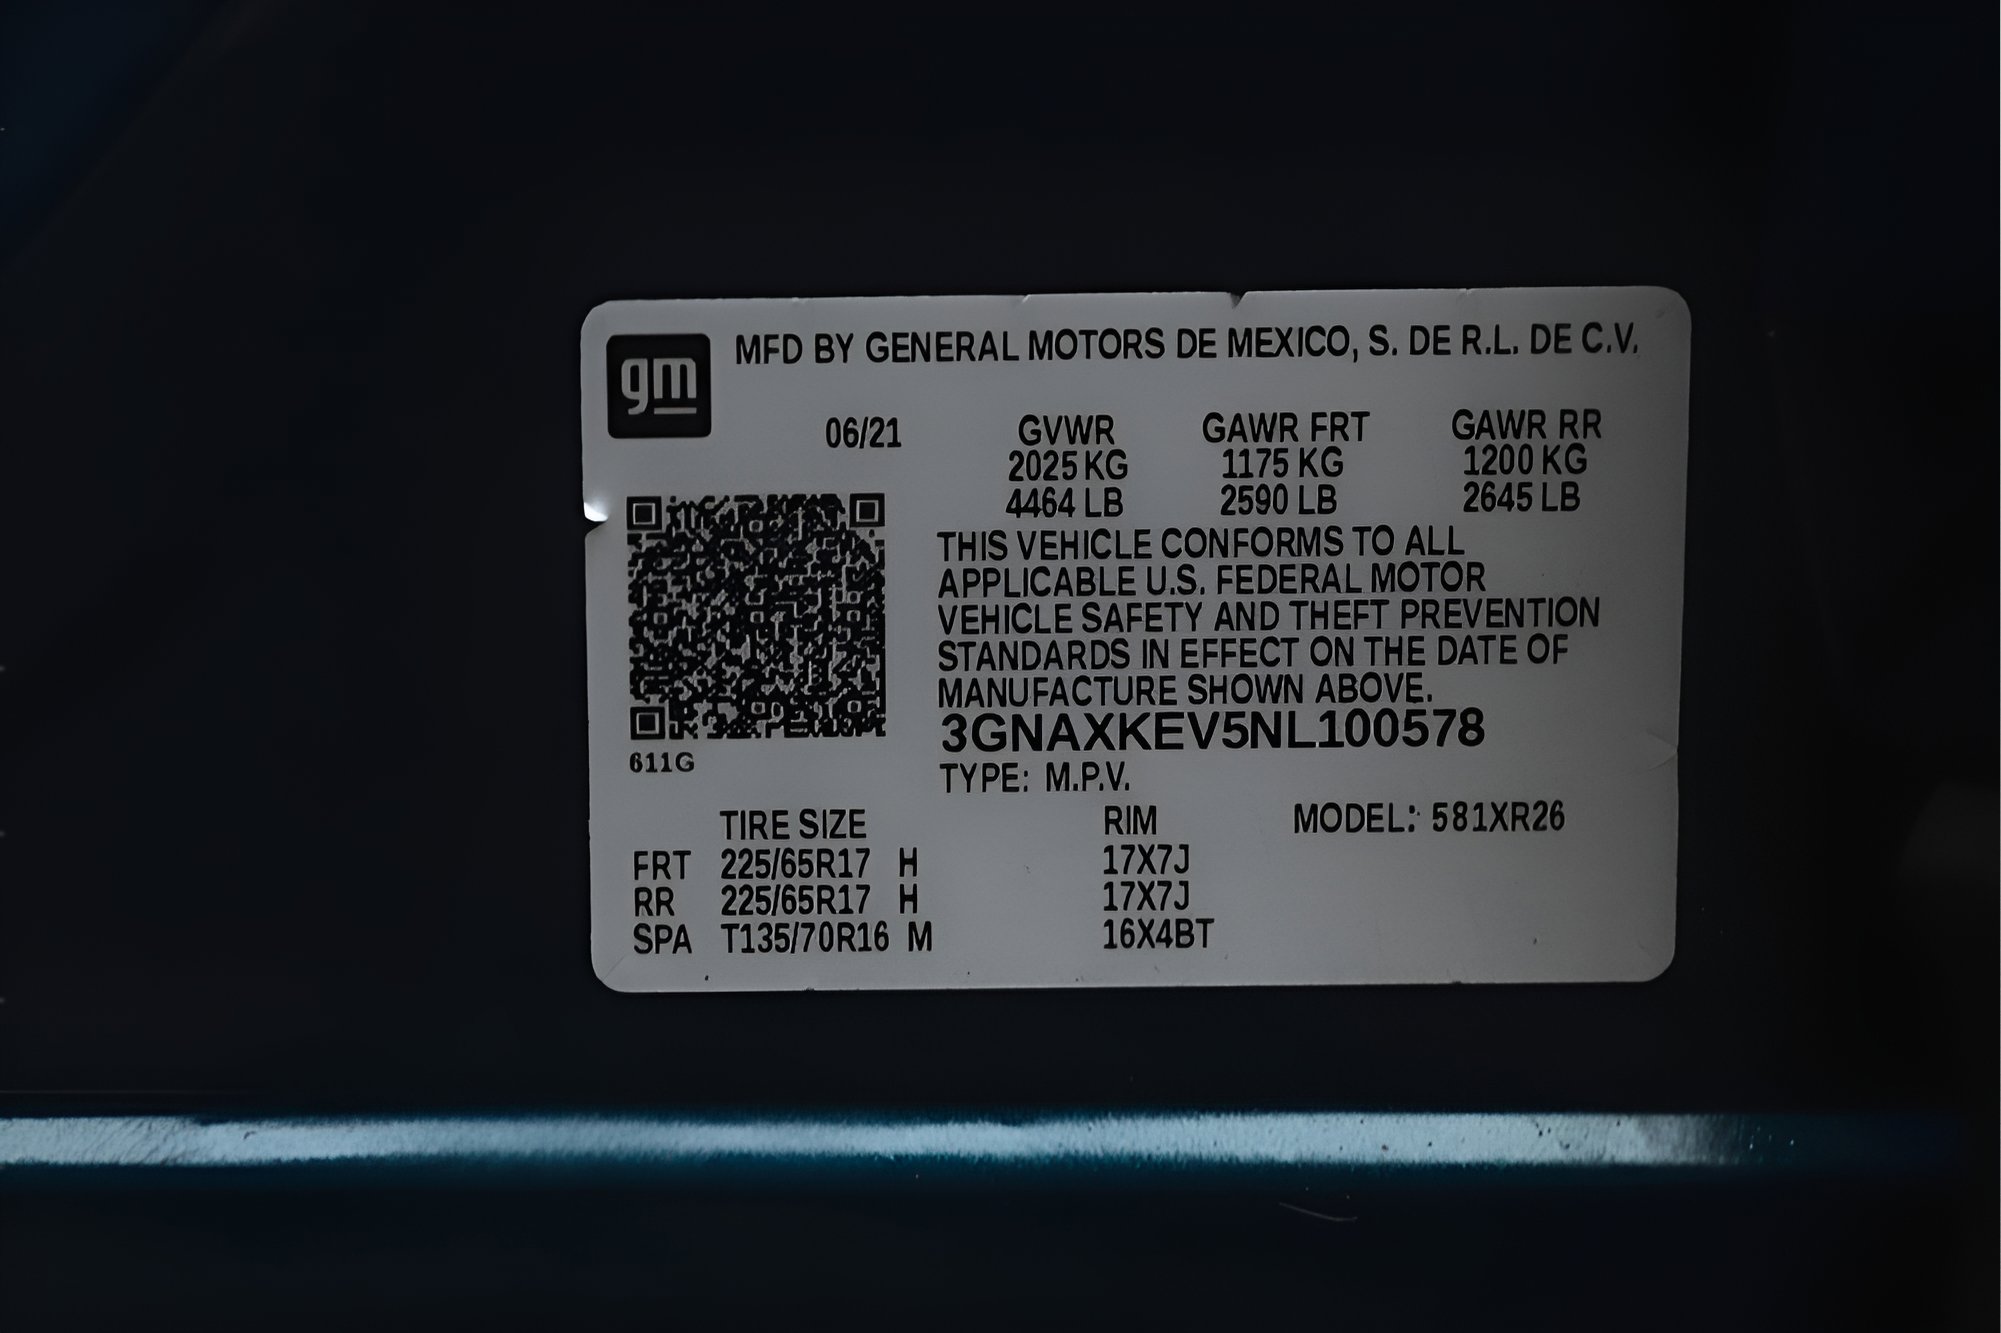 gm
MFD BY GENERAL MOTORS DE MEXICO, S. DE R.L. DE C.V.
06/21 GVWR GAWR FRT GAWR RR
2025 KG 1175 KG 1200 KG
4464 LB 2590 LB 2645 LB
THIS VEHICLE CONFORMS TO ALL
APPLICABLE U.S. FEDERAL MOTOR
VEHICLE SAFETY AND THEFT PREVENTION
STANDARDS IN EFFECT ON THE DATE OF
MANUFACTURE SHOWN ABOVE.
3GNAXKEV5NL100578
611G
TYPE: M.P.V.
TIRE SIZE RIM MODEL: 581XR26
FRT 225/65R17 H 17X7J
RR 225/65R17 H 17X7J
SPA T135/70R16 M 16X4BT